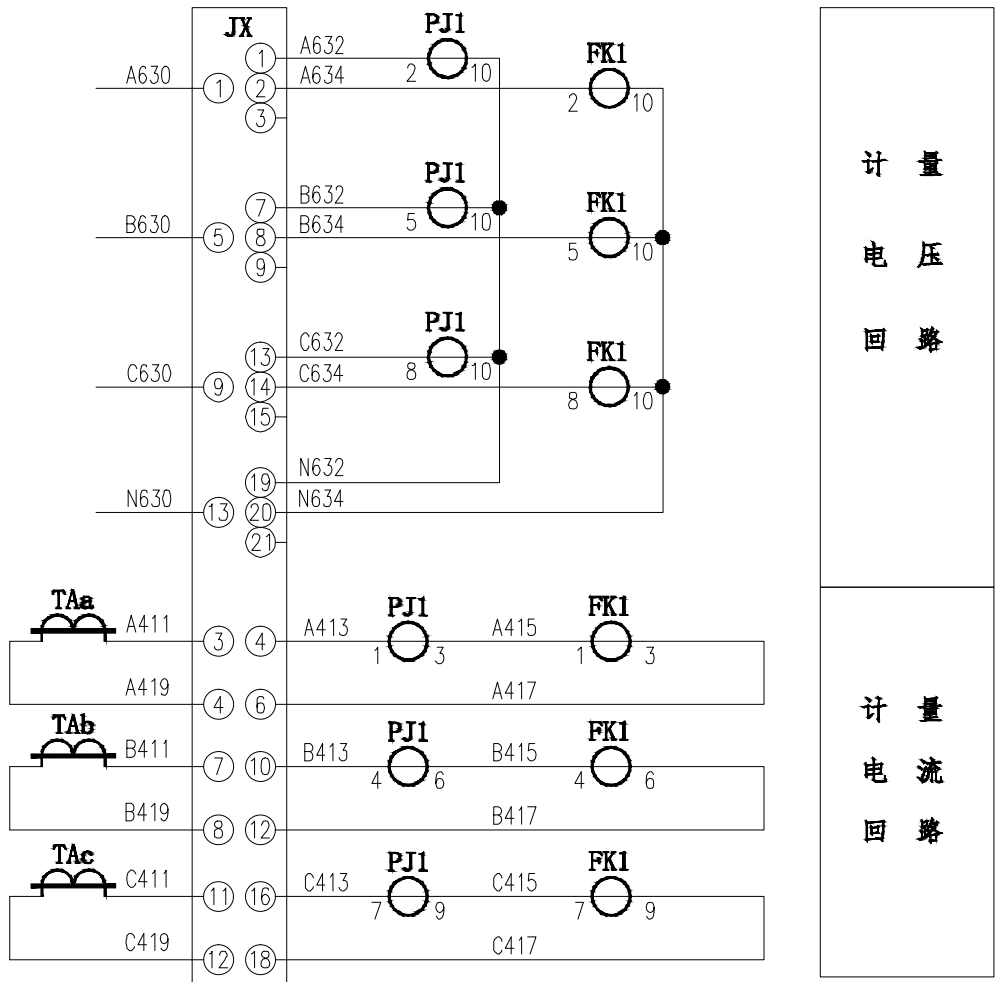 JX
PJ1
1 A632 2 10
FK1
A630 1 2 A634 2 10
3
PJ1
7 B632 5 10
FK1
B630 5 8 B634 5 10
9
PJ1
13 C632 8 10
FK1
C630 9 14 C634 8 10
15
19 N632
N630 13 20 N634
21
计 量
电 压
回 路
TAa PJ1 FK1
A411 3 4 A413 1 3 A415 1 3
A419 4 6 A417
TAb PJ1 FK1
B411 7 10 B413 4 6 B415 4 6
B419 8 12 B417
TAc PJ1 FK1
C411 11 16 C413 7 9 C415 7 9
C419 12 18 C417
计 量
电 流
回 路